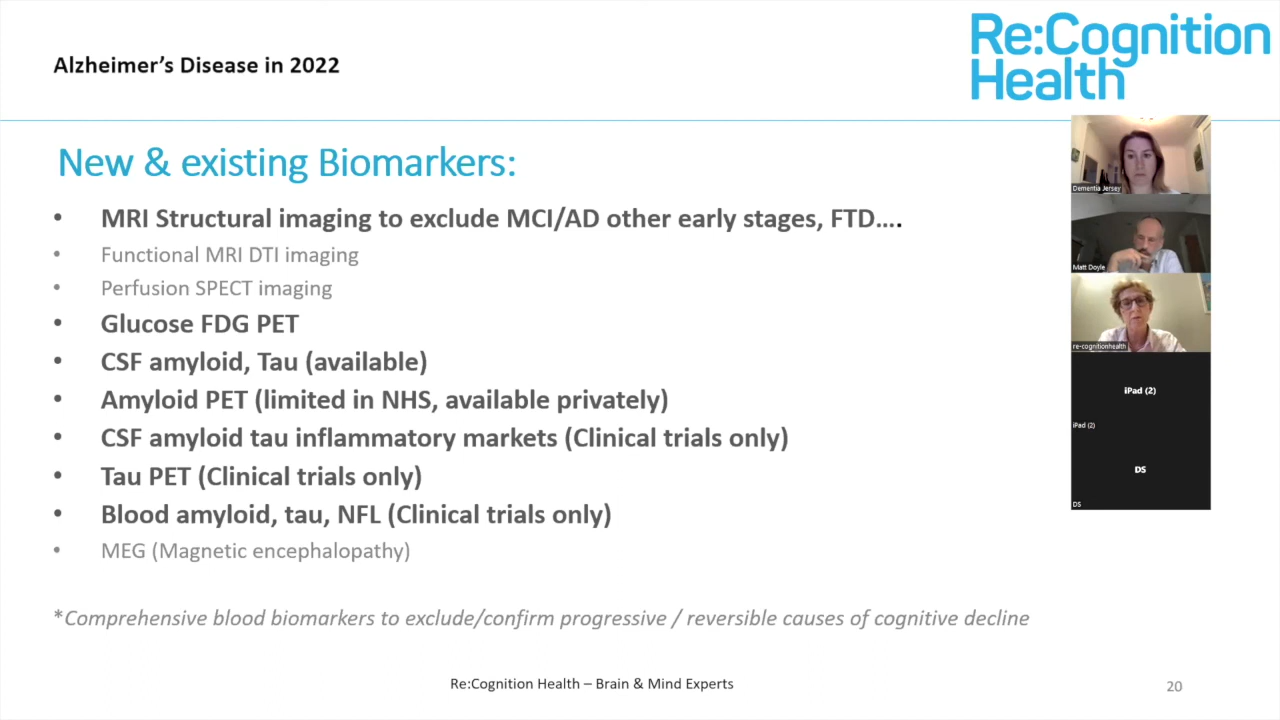 Re:Cognition
Health
Alzheimer's Disease in 2022
New & existing Biomarkers:
• MRI Structural imaging to exclude MCI/AD other early stages, FTD….
• Functional MRI DTI imaging
• Perfusion SPECT imaging
• Glucose FDG PET
• CSF amyloid, Tau (available)
• Amyloid PET (limited in NHS, available privately)
• CSF amyloid tau inflammatory markets (Clinical trials only)
• Tau PET (Clinical trials only)
• Blood amyloid, tau, NFL (Clinical trials only)
• MEG (Magnetic encephalopathy)
*Comprehensive blood biomarkers to exclude/confirm progressive / reversible causes of cognitive decline
Re:Cognition Health – Brain & Mind Experts
20
Dementia Jersey
Matt Doyle
re-cognitionhealth
iPad (2)
iPad (2)
DS
DS